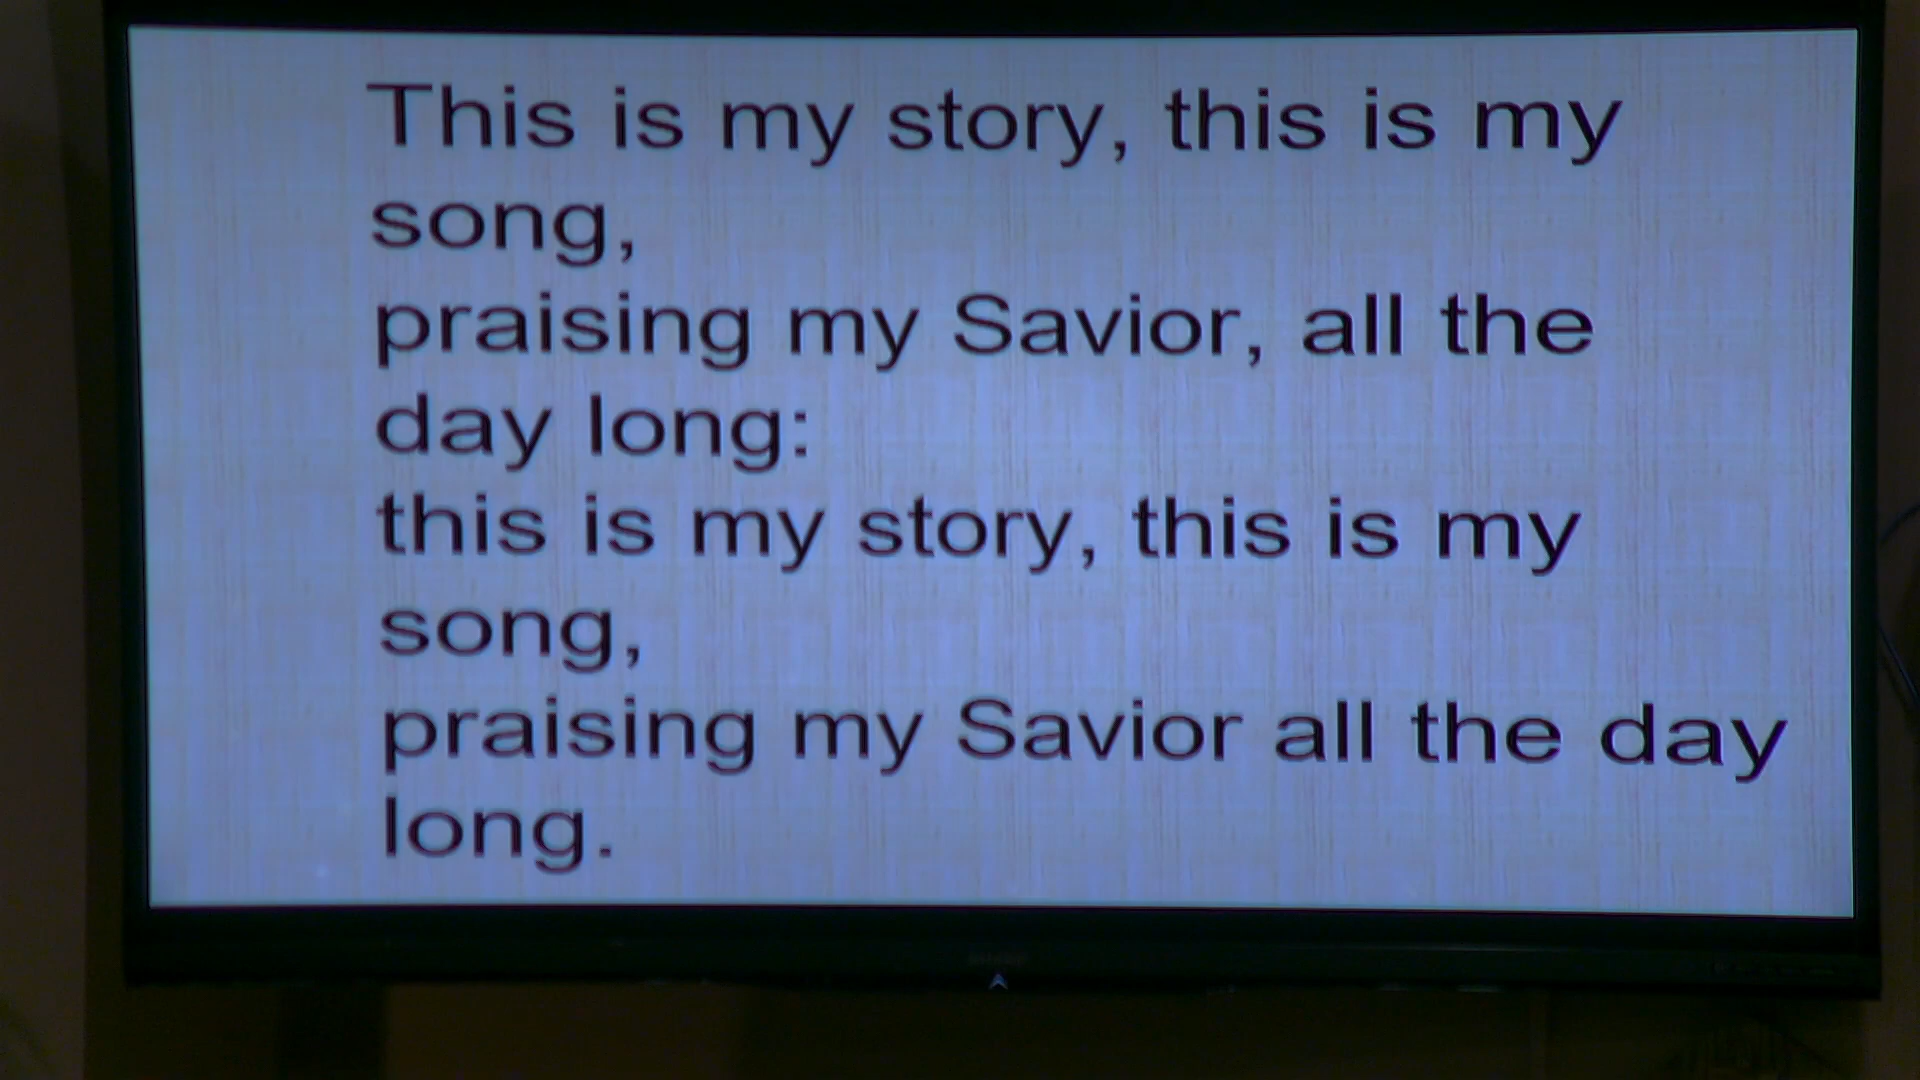 This is my story, this is my
song,
praising my Savior, all the
day long:
this is my story, this is my
song,
praising my Savior all the day
long.